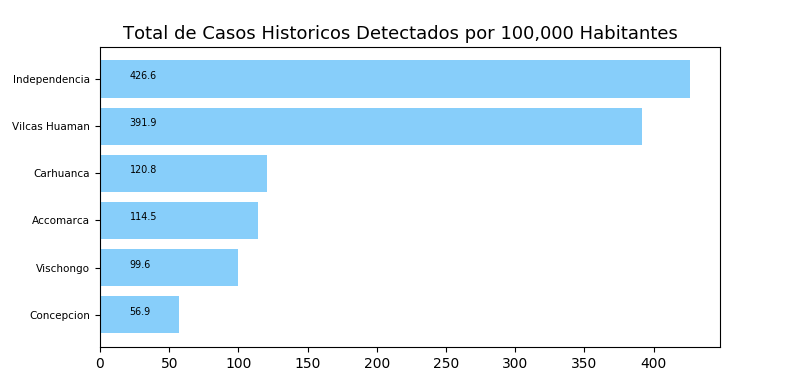 Total de Casos Historicos Detectados por 100,000 Habitantes
Independencia 426.6
Vilcas Huaman 391.9
Carhuanca 120.8
Accomarca 114.5
Vischongo 99.6
Concepcion 56.9
0 50 100 150 200 250 300 350 400